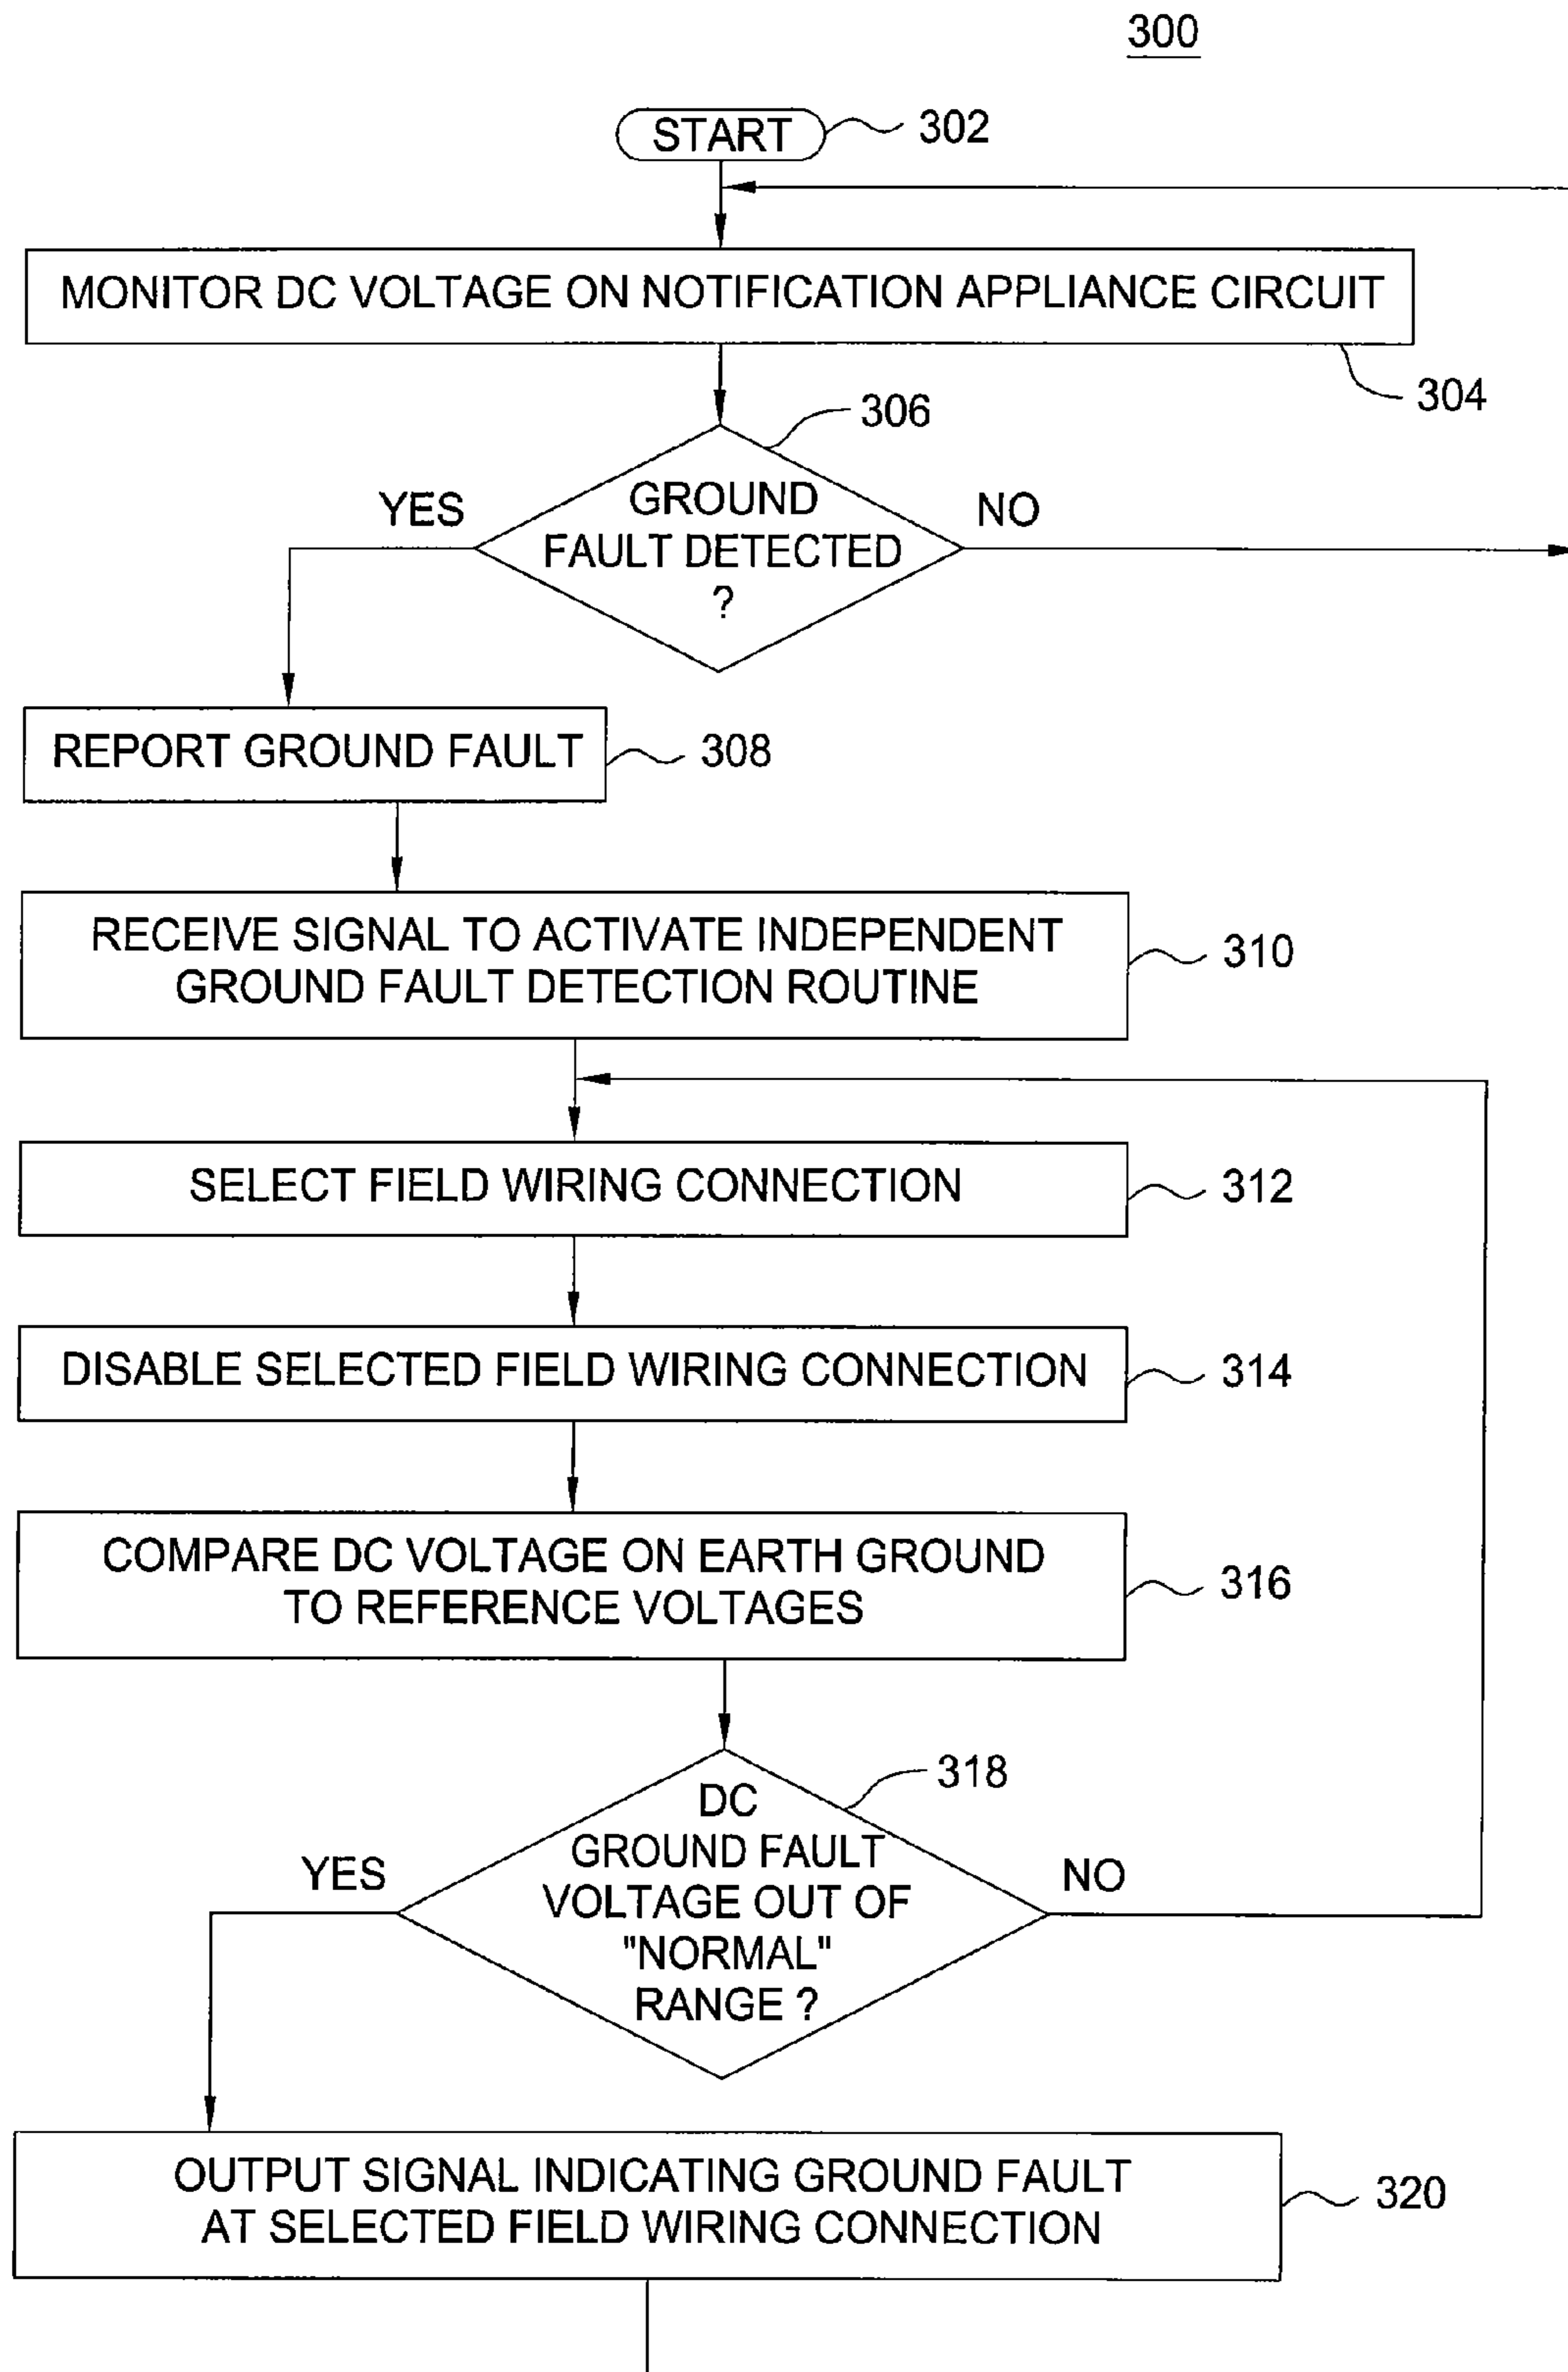 300
START
302
MONITOR DC VOLTAGE ON NOTIFICATION APPLIANCE CIRCUIT
304
306
YES
GROUND
FAULT DETECTED
?
NO
REPORT GROUND FAULT
308
RECEIVE SIGNAL TO ACTIVATE INDEPENDENT
GROUND FAULT DETECTION ROUTINE
310
SELECT FIELD WIRING CONNECTION
312
DISABLE SELECTED FIELD WIRING CONNECTION
314
COMPARE DC VOLTAGE ON EARTH GROUND
TO REFERENCE VOLTAGES
316
318
YES
DC
GROUND FAULT
VOLTAGE OUT OF
"NORMAL"
RANGE ?
NO
OUTPUT SIGNAL INDICATING GROUND FAULT
AT SELECTED FIELD WIRING CONNECTION
320